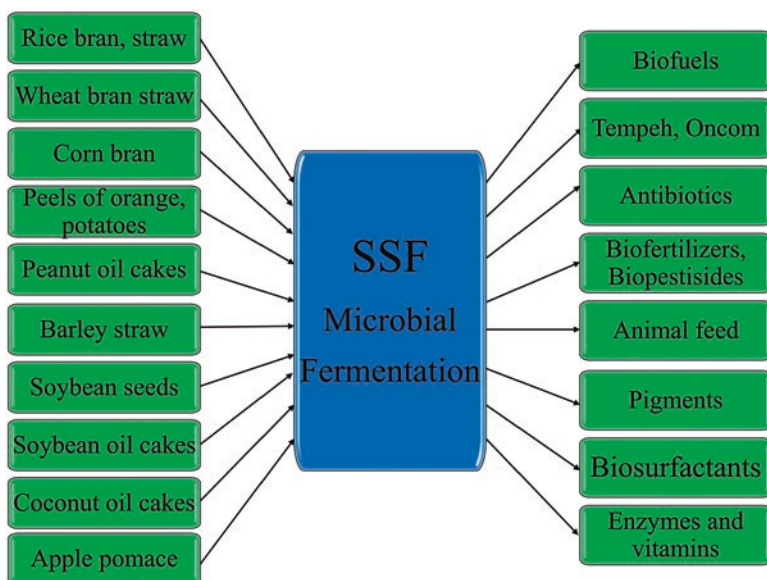 Rice bran, straw
Wheat bran straw
Corn bran
Peels of orange,
potatoes
Peanut oil cakes
Barley straw
Soybean seeds
Soybean oil cakes
Coconut oil cakes
Apple pomace
SSF
Microbial
Fermentation
Biofuels
Tempeh, Oncom
Antibiotics
Biofertilizers,
Biopestisides
Animal feed
Pigments
Biosurfactants
Enzymes and
vitamins